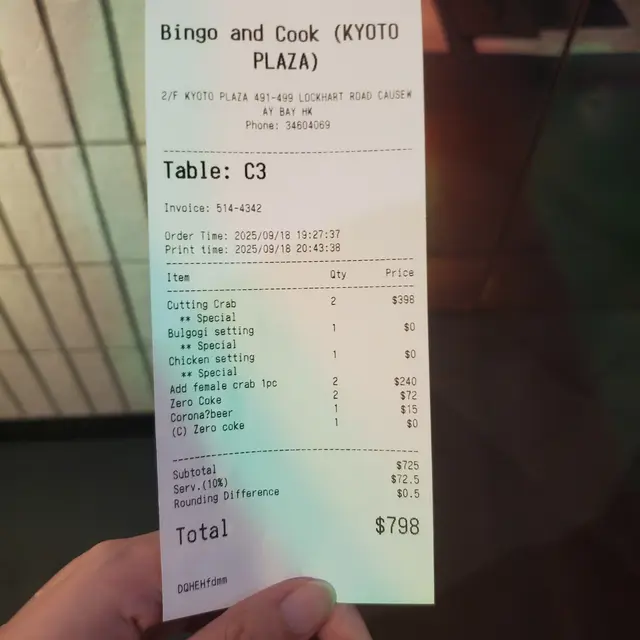 Bingo and Cook (KYOTO
PLAZA)
2/F KYOTO PLAZA 491-499 LOCKHART ROAD CAUSEW
AY BAY HK
Phone: 34604069
Table: C3
Invoice: 514-4342
Order Time: 2025/09/18 19:27:37
Print time: 2025/09/18 20:43:38
Item Qty Price
Cutting Crab 2 $398
** Special
Bulgogi setting 1 $0
** Special
Chicken setting 1 $0
** Special
Add female crab 1pc 2 $240
Zero Coke 2 $72
Corona?beer 1 $15
(C) Zero coke 1 $0
Subtotal $725
Serv.(10%) $72.5
Rounding Difference $0.5
Total $798
DQHEHfdmm